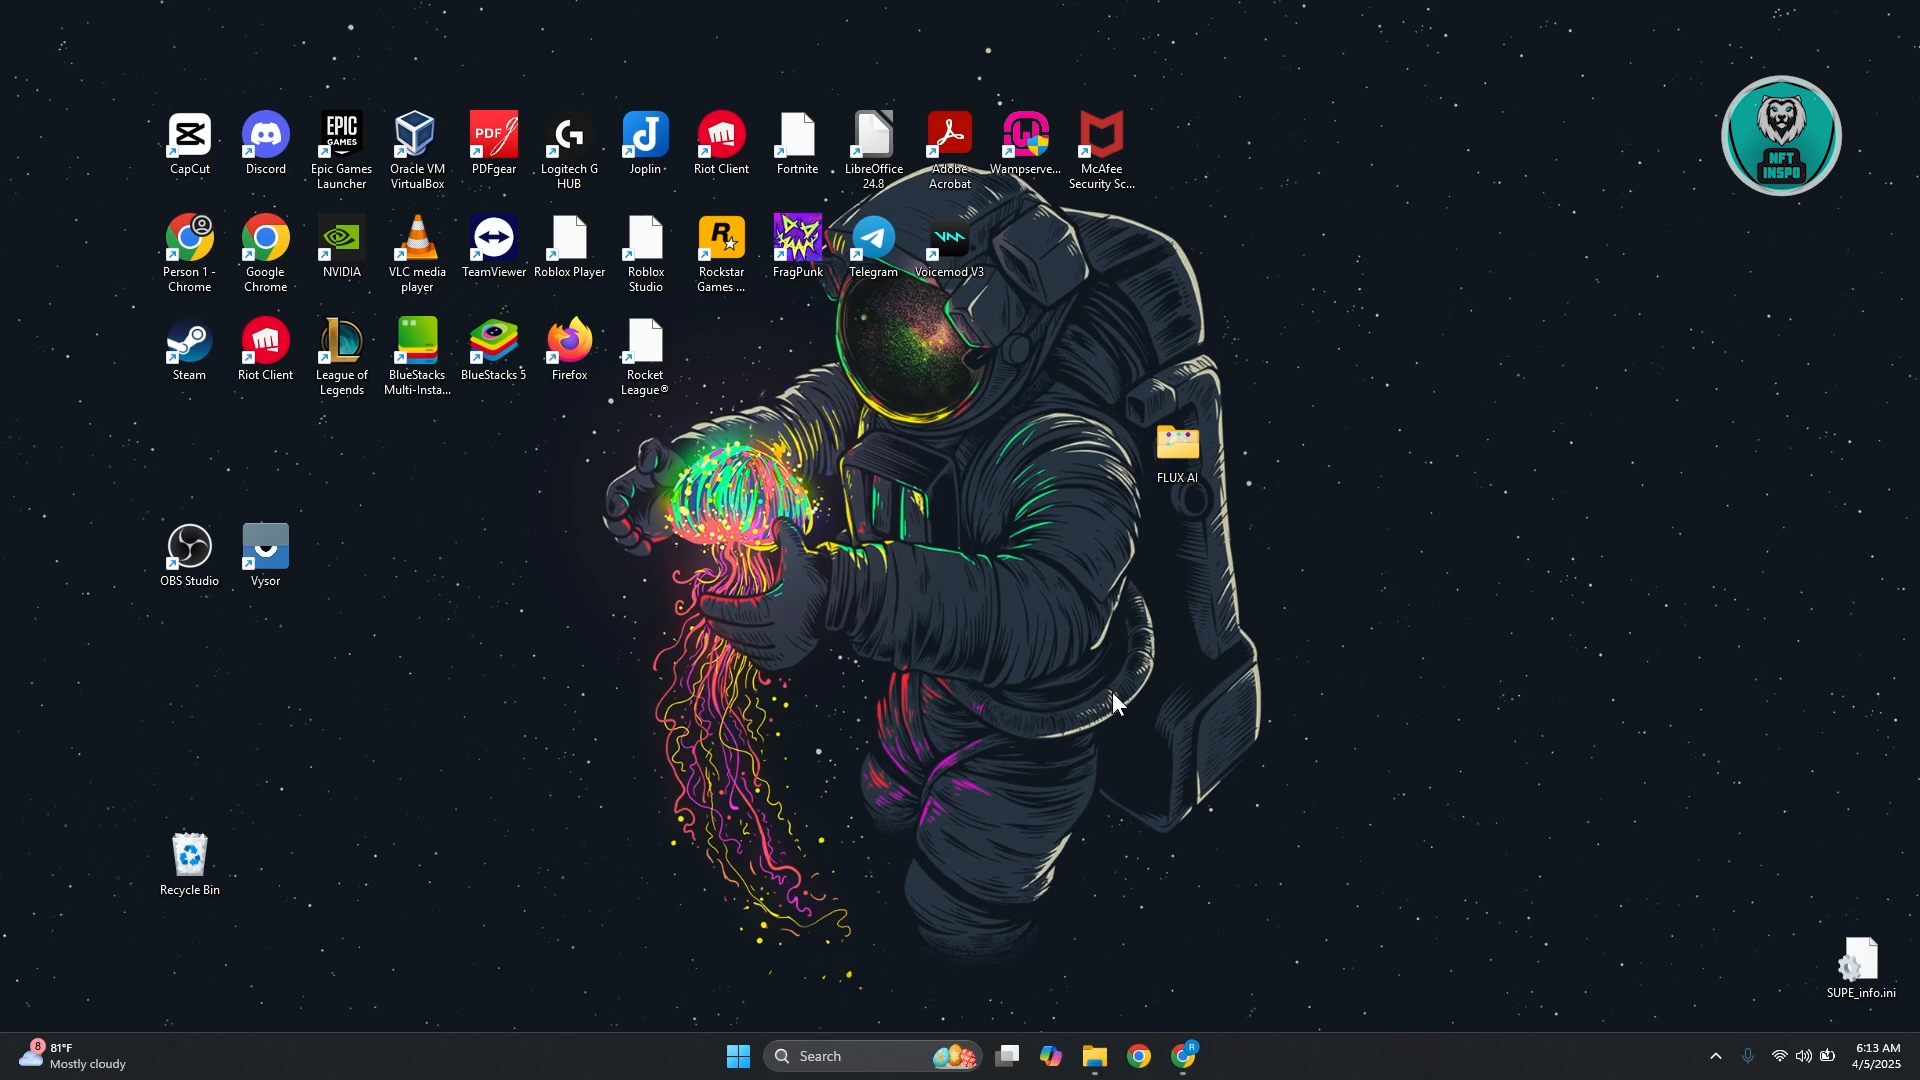 CapCut
Discord
EPIC
GAMES
Epic Games
Launcher
Oracle VM
VirtualBox
PDF
PDFgear
Logitech G
HUB
Joplin
Riot Client
Fortnite
LibreOffice
24.8
Adobe
Acrobat
Wampserve...
McAfee
Security Sc...
NFT
INSPO
Person 1 -
Chrome
Google
Chrome
NVIDIA
VLC media
player
TeamViewer
Roblox Player
Roblox
Studio
R
Rockstar
Games ...
FragPunk
Telegram
Voicemod V3
Steam
Riot Client
League of
Legends
BlueStacks
Multi-Insta...
BlueStacks 5
Firefox
Rocket
League®
FLUX AI
OBS Studio
Vysor
Recycle Bin
SUPE_info.ini
8
81°F
Mostly cloudy
Search
R
6:13 AM
4/5/2025